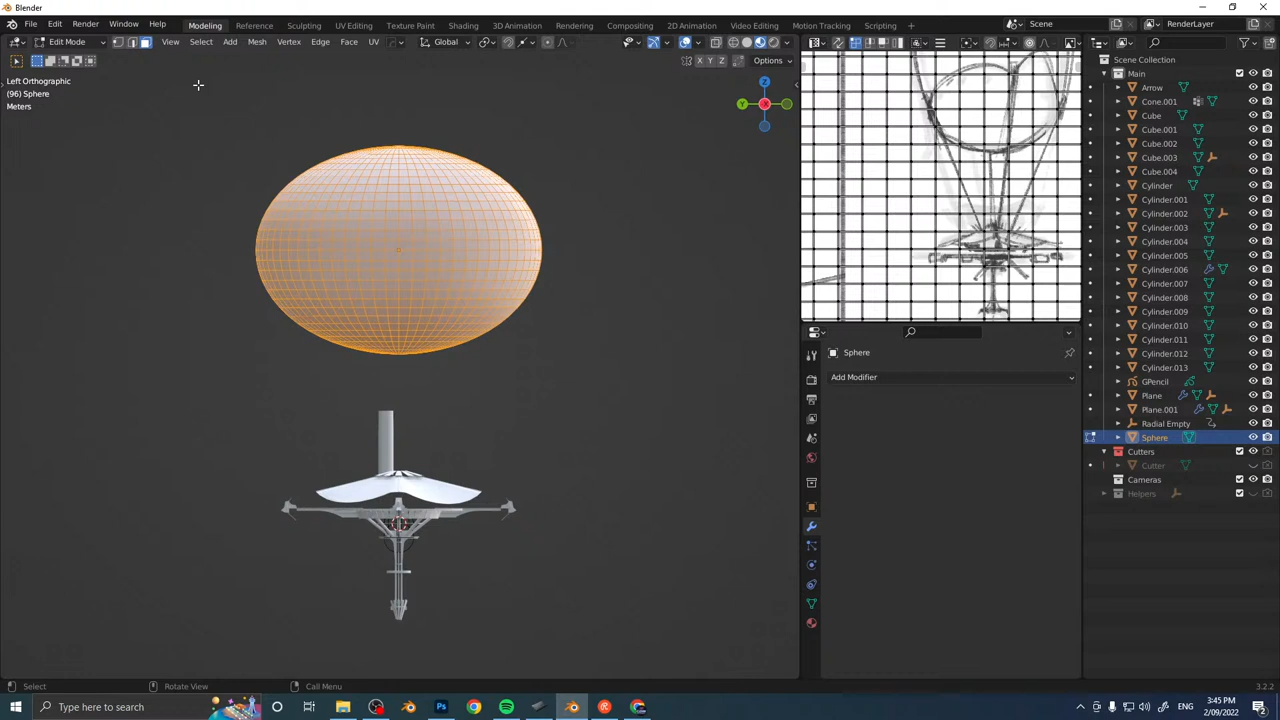 Blender
File Edit Render Window Help Modeling Reference Sculpting UV Editing Texture Paint Shading 3D Animation Rendering Compositing 2D Animation Video Editing Motion Tracking Scripting + Scene RenderLayer
Edit Mode View Select Add Mesh Vertex Edge Face UV Global
X Y Z Options
Left Orthographic
(96) Sphere
Meters
Z
Y X
Scene Collection
Main
Arrow
Cone.001
Cube
Cube.001
Cube.002
Cube.003
Cube.004
Cylinder
Cylinder.001
Cylinder.002
Cylinder.003
Cylinder.004
Cylinder.005
Cylinder.006
Cylinder.007
Cylinder.008
Cylinder.009
Cylinder.010
Cylinder.011
Cylinder.012
Cylinder.013
GPencil
Plane
Plane.001
Radial Empty
Sphere
Cutters
Cutter
Cameras
Helpers
Sphere
Add Modifier
Select Rotate View Call Menu 3.2.2
Type here to search
ENG
3:45 PM
2/09/2022